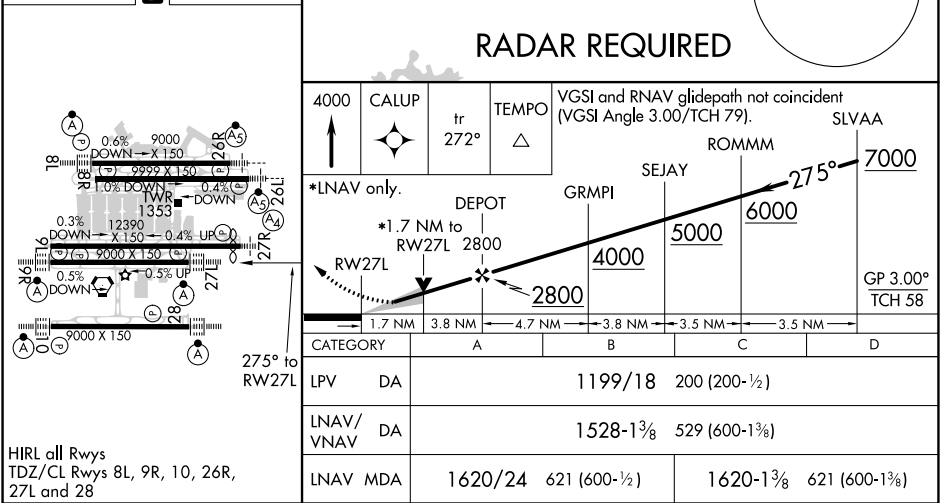 RADAR REQUIRED
4000
CALUP
tr
272°
TEMPO
VGSI and RNAV glidepath not coincident
(VGSI Angle 3.00/TCH 79).
SLVAA
ROMMM
7000
275°
SEJAY
*LNAV only.
GRMPI
6000
DEPOT
5000
*1.7 NM to
RW27L
2800
4000
RW27L
2800
GP 3.00°
TCH 58
1.7 NM
3.8 NM
4.7 NM
3.8 NM
3.5 NM
3.5 NM
CATEGORY A B C D
LPV DA 1199/18 200 (200-½)
LNAV/
VNAV DA 1528-1⅜ 529 (600-1⅜)
LNAV MDA 1620/24 621 (600-½) 1620-1⅜ 621 (600-1⅜)
A
P
0.6%
DOWN
9000
X 150
A5
26R
8L
8R
9999 X 150
P
1.0% DOWN
0.4%
DOWN
P
26L
TWR
1353
A5
A4
0.3%
DOWN
12390
X 150
0.4% UP
P
27R
9L
9R
P
P
9000 X 150
P
27L
0.5%
DOWN
0.5% UP
A
A
P
28
9000 X 150
A
10
P
A
275° to
RW27L
HIRL all Rwys
TDZ/CL Rwys 8L, 9R, 10, 26R,
27L and 28